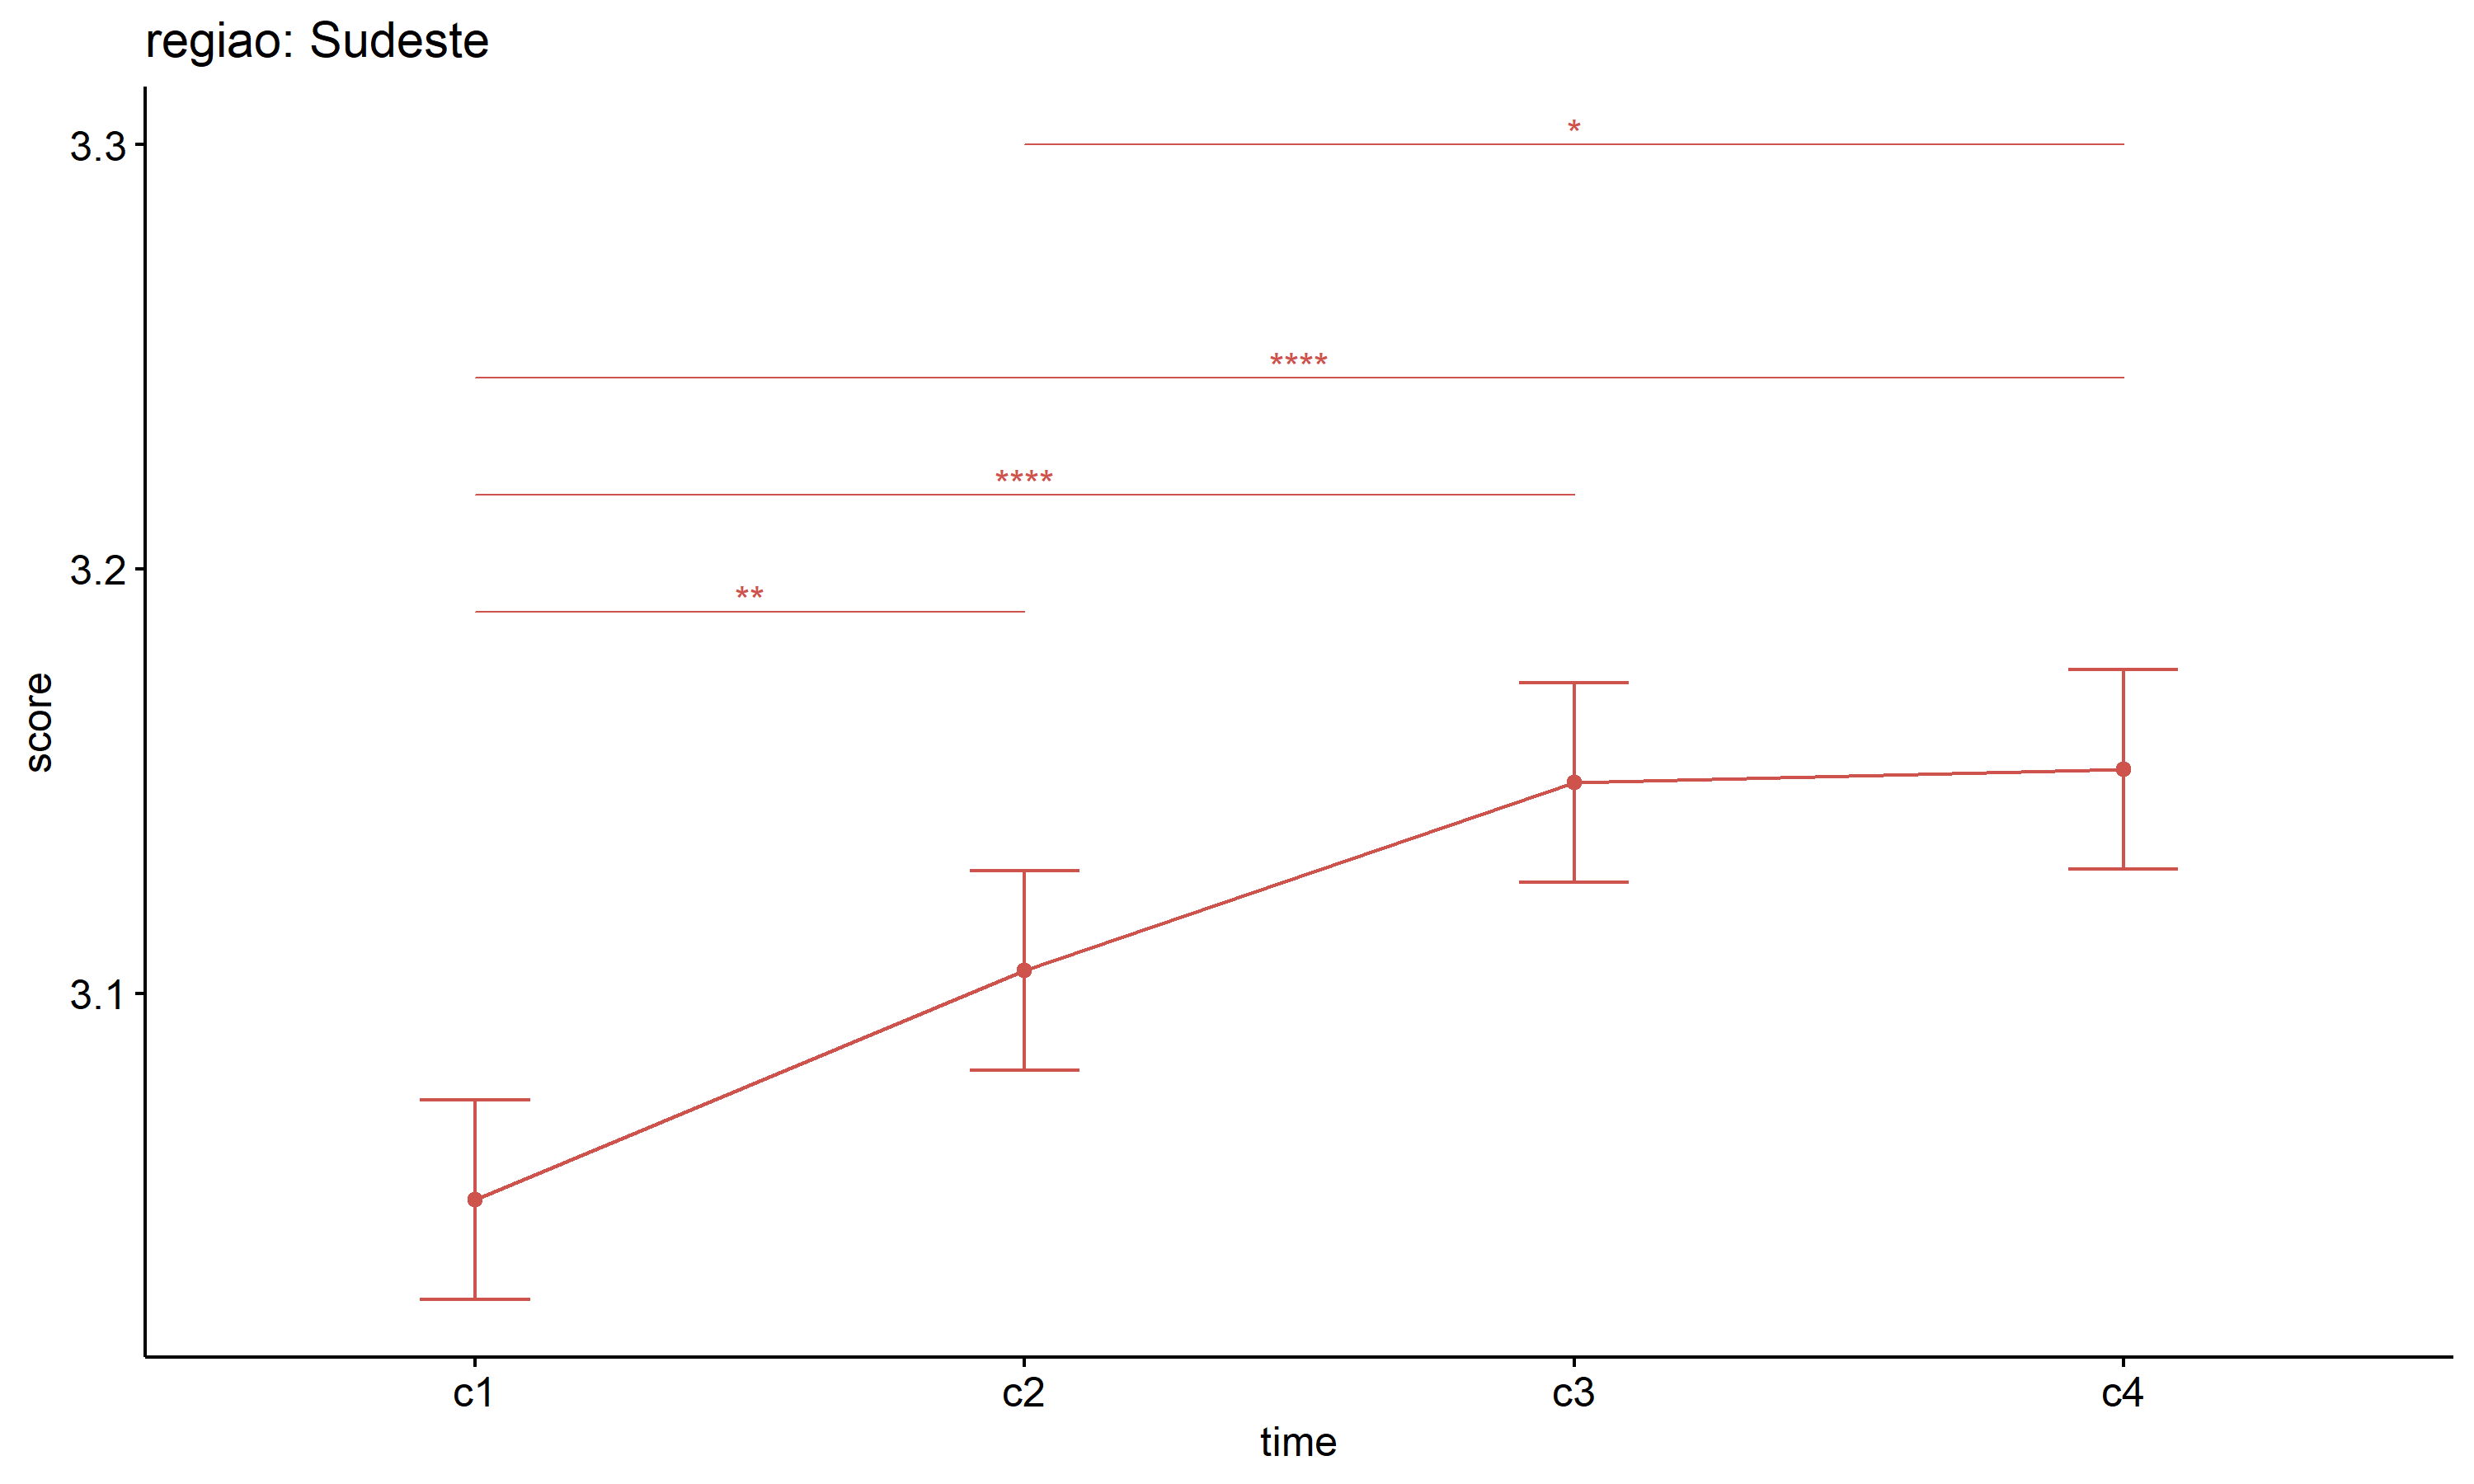 regiao: Sudeste
3.3
*
****
****
3.2
**
score
3.1
c1 c2 c3 c4
time